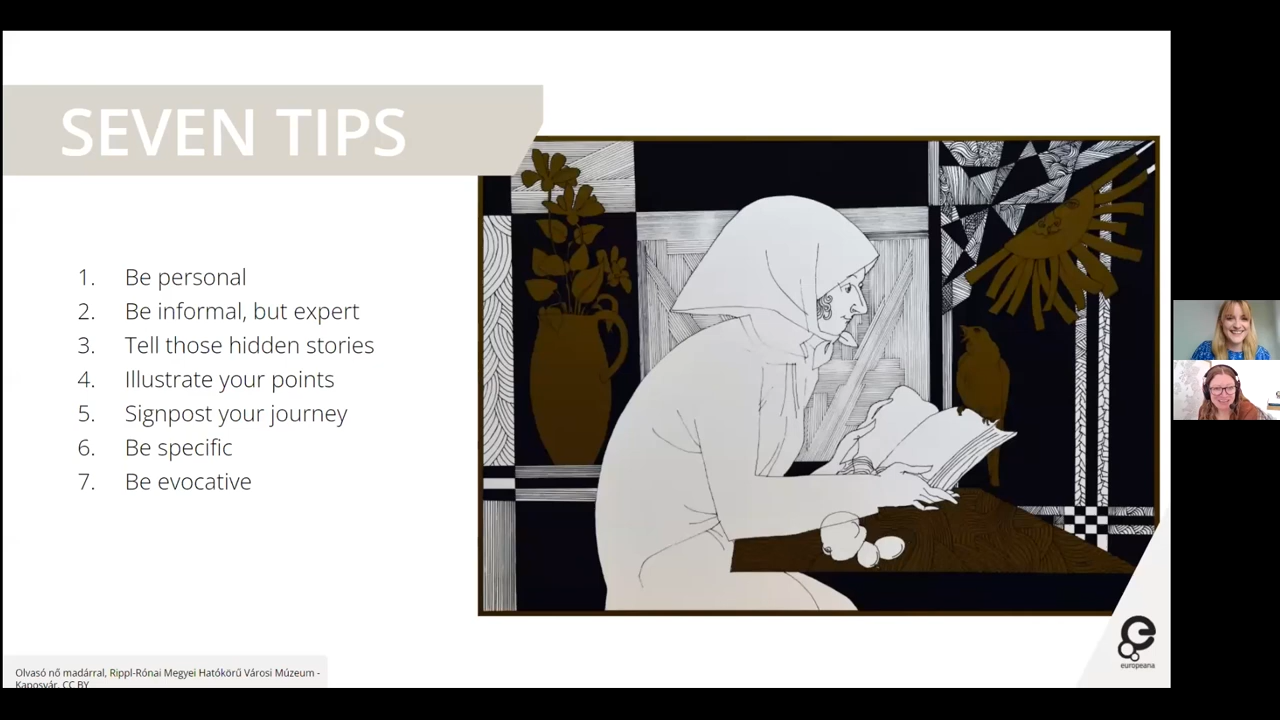 SEVEN TIPS
1. Be personal
2. Be informal, but expert
3. Tell those hidden stories
4. Illustrate your points
5. Signpost your journey
6. Be specific
7. Be evocative
Olvasó nő madárral, Rippl-Rónai Megyei Hatókörű Városi Múzeum -
Kaposvár, CC BY
europeana